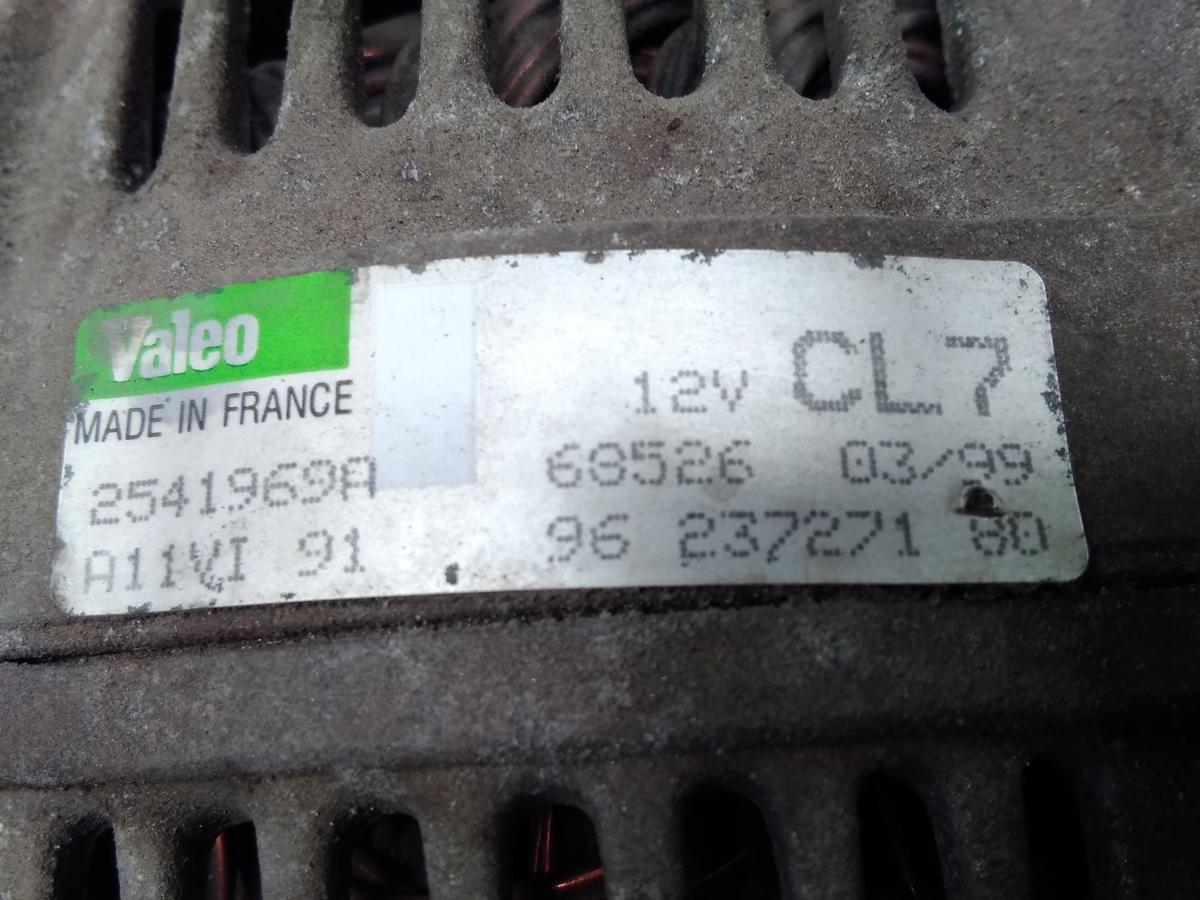 Valeo
MADE IN FRANCE
12V CL7
2541969A 68526 03/99
A11VI 91 96 237271 80